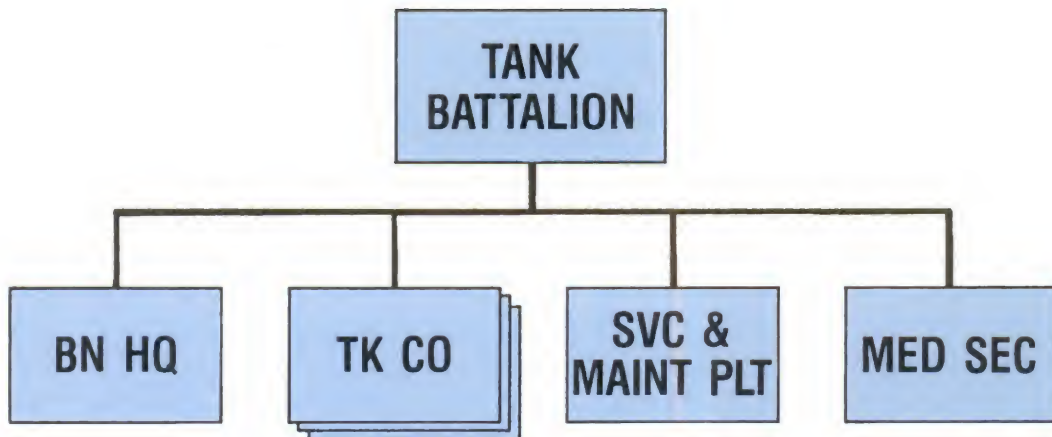 TANK
BATTALION
BN HQ
TK CO
SVC &
MAINT PLT
MED SEC